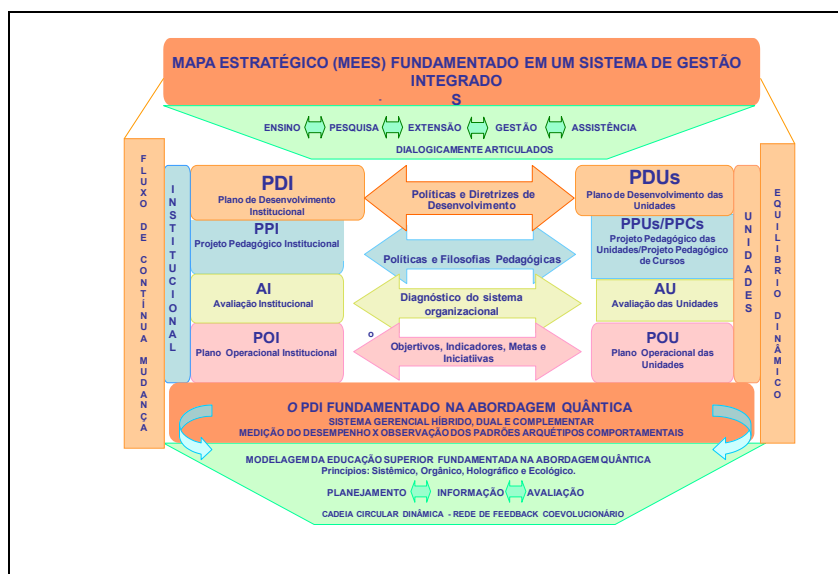 MAPA ESTRATÉGICO (MEES) FUNDAMENTADO EM UM SISTEMA DE GESTÃO
INTEGRADO
S
ENSINO PESQUISA EXTENSÃO GESTÃO ASSISTÊNCIA
DIALOGICAMENTE ARTICULADOS
FLUXO DE CONTÍNUA MUDANÇA
INSTITUCIONAL
PDI
Plano de Desenvolvimento
Institucional
Políticas e Diretrizes de
Desenvolvimento
PDUs
Plano de Desenvolvimento das
Unidades
PPI
Projeto Pedagógico Institucional
Políticas e Filosofias Pedagógicas
PPUs/PPCs
Projeto Pedagógico das
Unidades/Projeto Pedagógico
de Cursos
AI
Avaliação Institucional
Diagnóstico do sistema
organizacional
AU
Avaliação das Unidades
POI
Plano Operacional Institucional
o
Objertivos, Indicadores, Metas e
Iniciatiivas
POU
Plano Operacional das
Unidades
UNIDADES
EQUILIBRIO DINÂMICO
O PDI FUNDAMENTADO NA ABORDAGEM QUÂNTICA
SISTEMA GERENCIAL HÍBRIDO, DUAL E COMPLEMENTAR
MEDIÇÃO DO DESEMPENHO X OBSERVAÇÃO DOS PADRÕES ARQUÉTIPOS COMPORTAMENTAIS
MODELAGEM DA EDUCAÇÃO SUPERIOR FUNDAMENTADA NA ABORDAGEM QUÂNTICA
Princípios: Sistêmico, Orgânico, Holográfico e Ecológico.
PLANEJAMENTO INFORMAÇÃO AVALIAÇÃO
CADEIA CIRCULAR DINÂMICA - REDE DE FEEDBACK COEVOLUCIONÁRIO